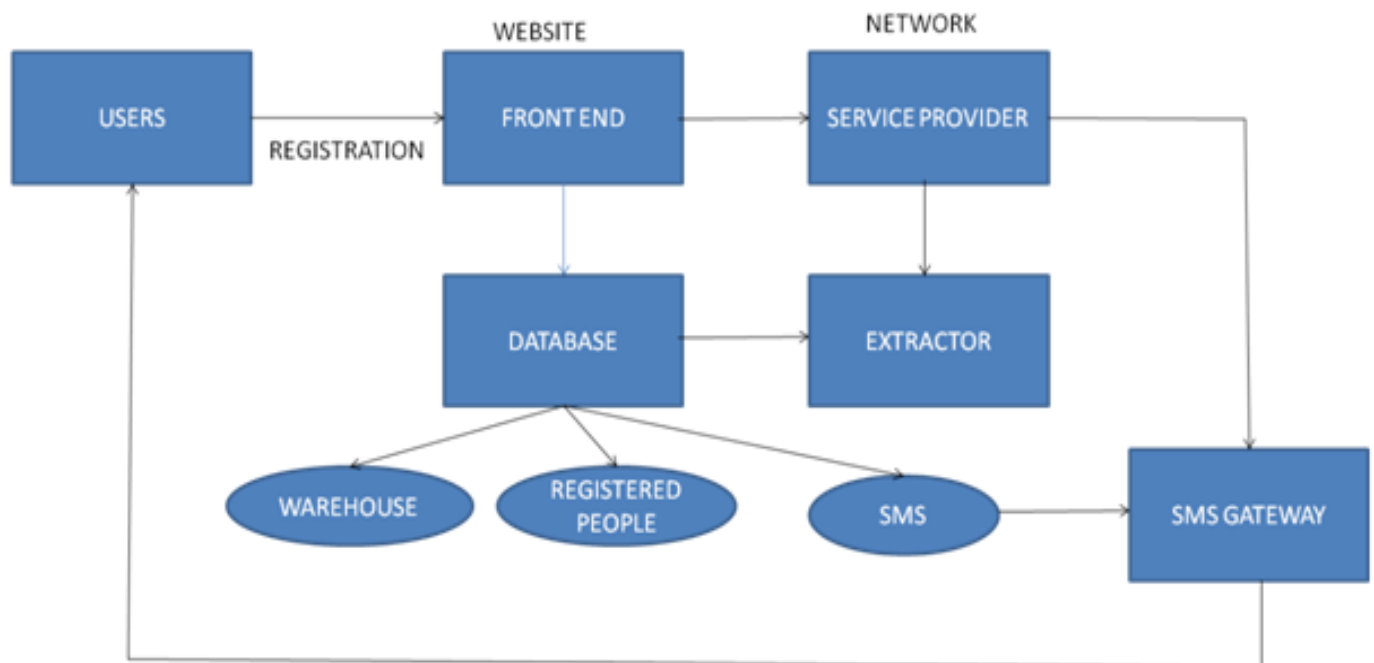 WEBSITE
NETWORK
USERS
FRONT END
SERVICE PROVIDER
REGISTRATION
DATABASE
EXTRACTOR
WAREHOUSE
REGISTERED
PEOPLE
SMS
SMS GATEWAY